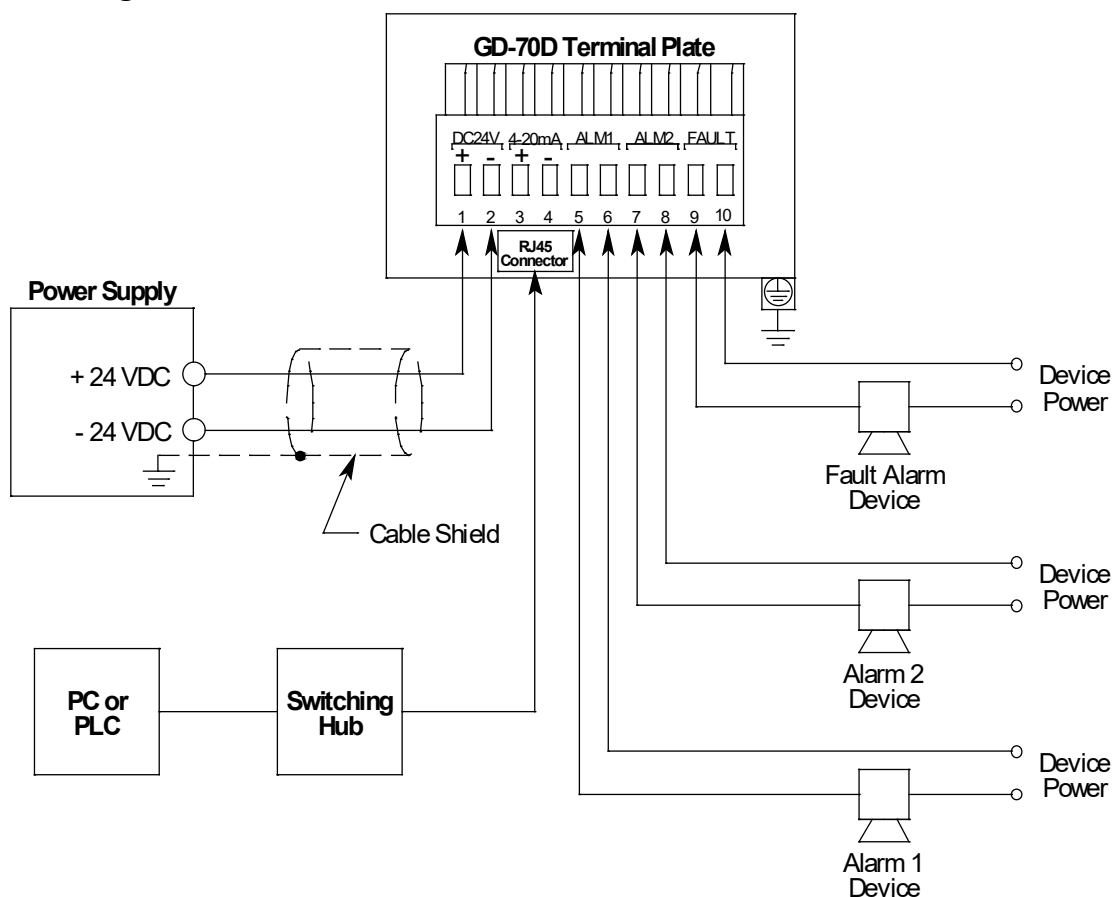 GD-70D Terminal Plate
DC24V 4-20mA ALM1 ALM2 FAULT
+ - + -
1 2 3 4 5 6 7 8 9 10
RJ45
Connector
Power Supply
+ 24 VDC
- 24 VDC
Cable Shield
Device
Power
Fault Alarm
Device
Device
Power
Alarm 2
Device
PC or
PLC
Switching
Hub
Device
Power
Alarm 1
Device